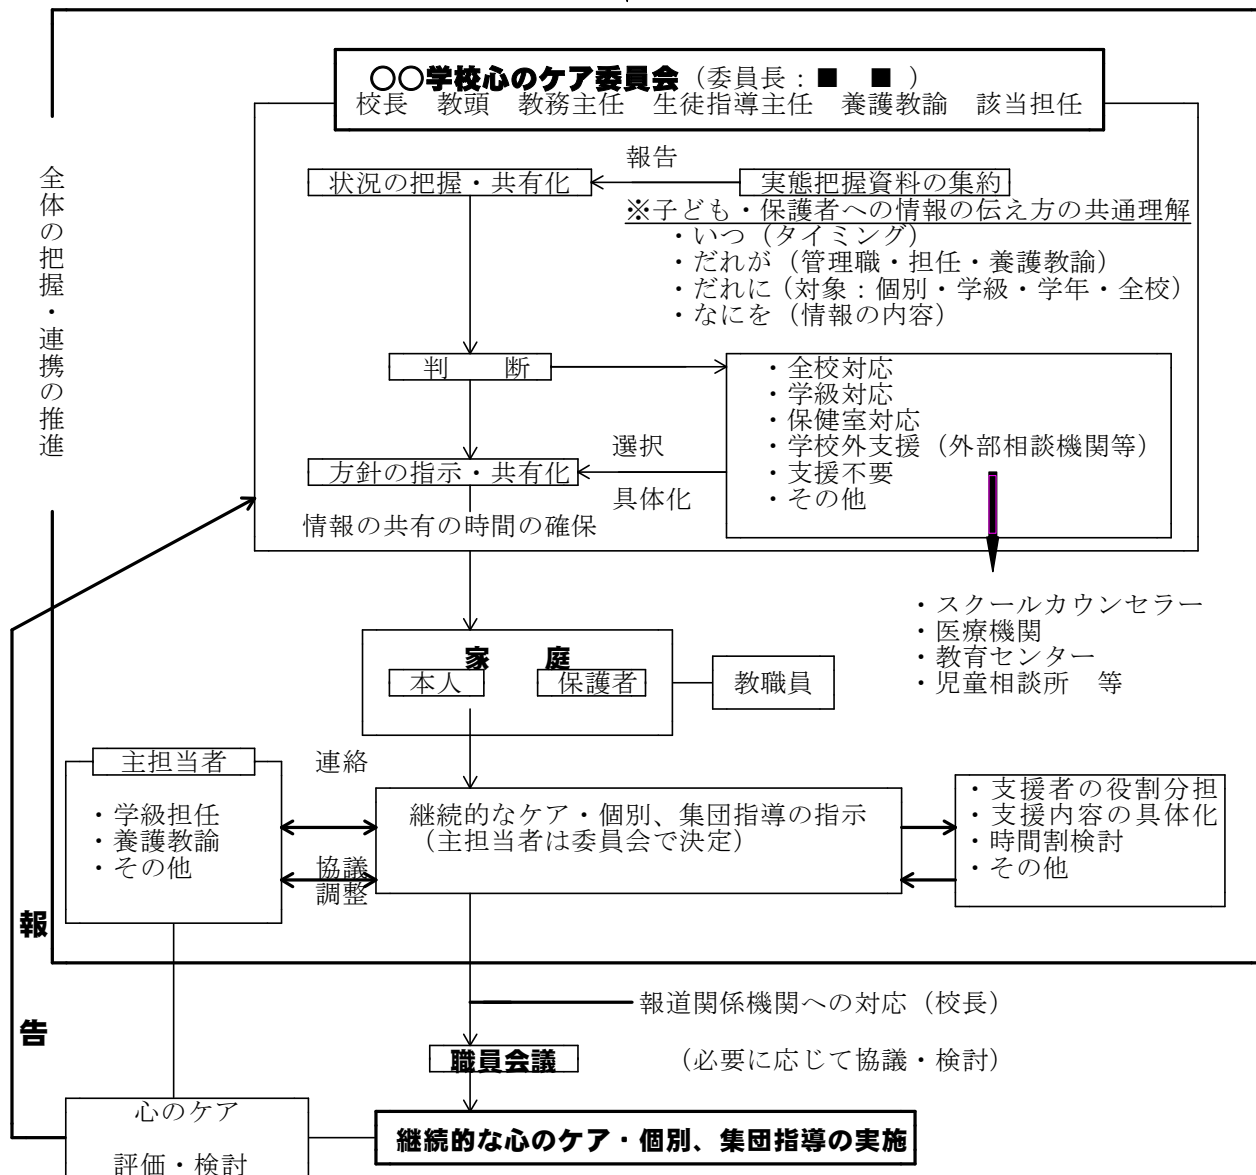 ○○学校心のケア委員会（委員長：■　■　）
校長　教頭　教務主任　生徒指導主任　養護教諭　該当担任
全体の把握・連携の推進
報告
状況の把握・共有化
実態把握資料の集約
※子ども・保護者への情報の伝え方の共通理解
・いつ（タイミング）
・だれが（管理職・担任・養護教諭）
・だれに（対象：個別・学級・学年・全校）
・なにを（情報の内容）
判　　断
・全校対応
・学級対応
・保健室対応
・学校外支援（外部相談機関等）
・支援不要
・その他
選択
方針の指示・共有化
具体化
情報の共有の時間の確保
・スクールカウンセラー
・医療機関
・教育センター
・児童相談所　等
家　　庭
本人
保護者
教職員
主担当者
・学級担任
・養護教諭
・その他
連絡
協議
調整
継続的なケア・個別、集団指導の指示
（主担当者は委員会で決定）
・支援者の役割分担
・支援内容の具体化
・時間割検討
・その他
報告
報道関係機関への対応（校長）
職員会議
（必要に応じて協議・検討）
心のケア
評価・検討
継続的な心のケア・個別、集団指導の実施